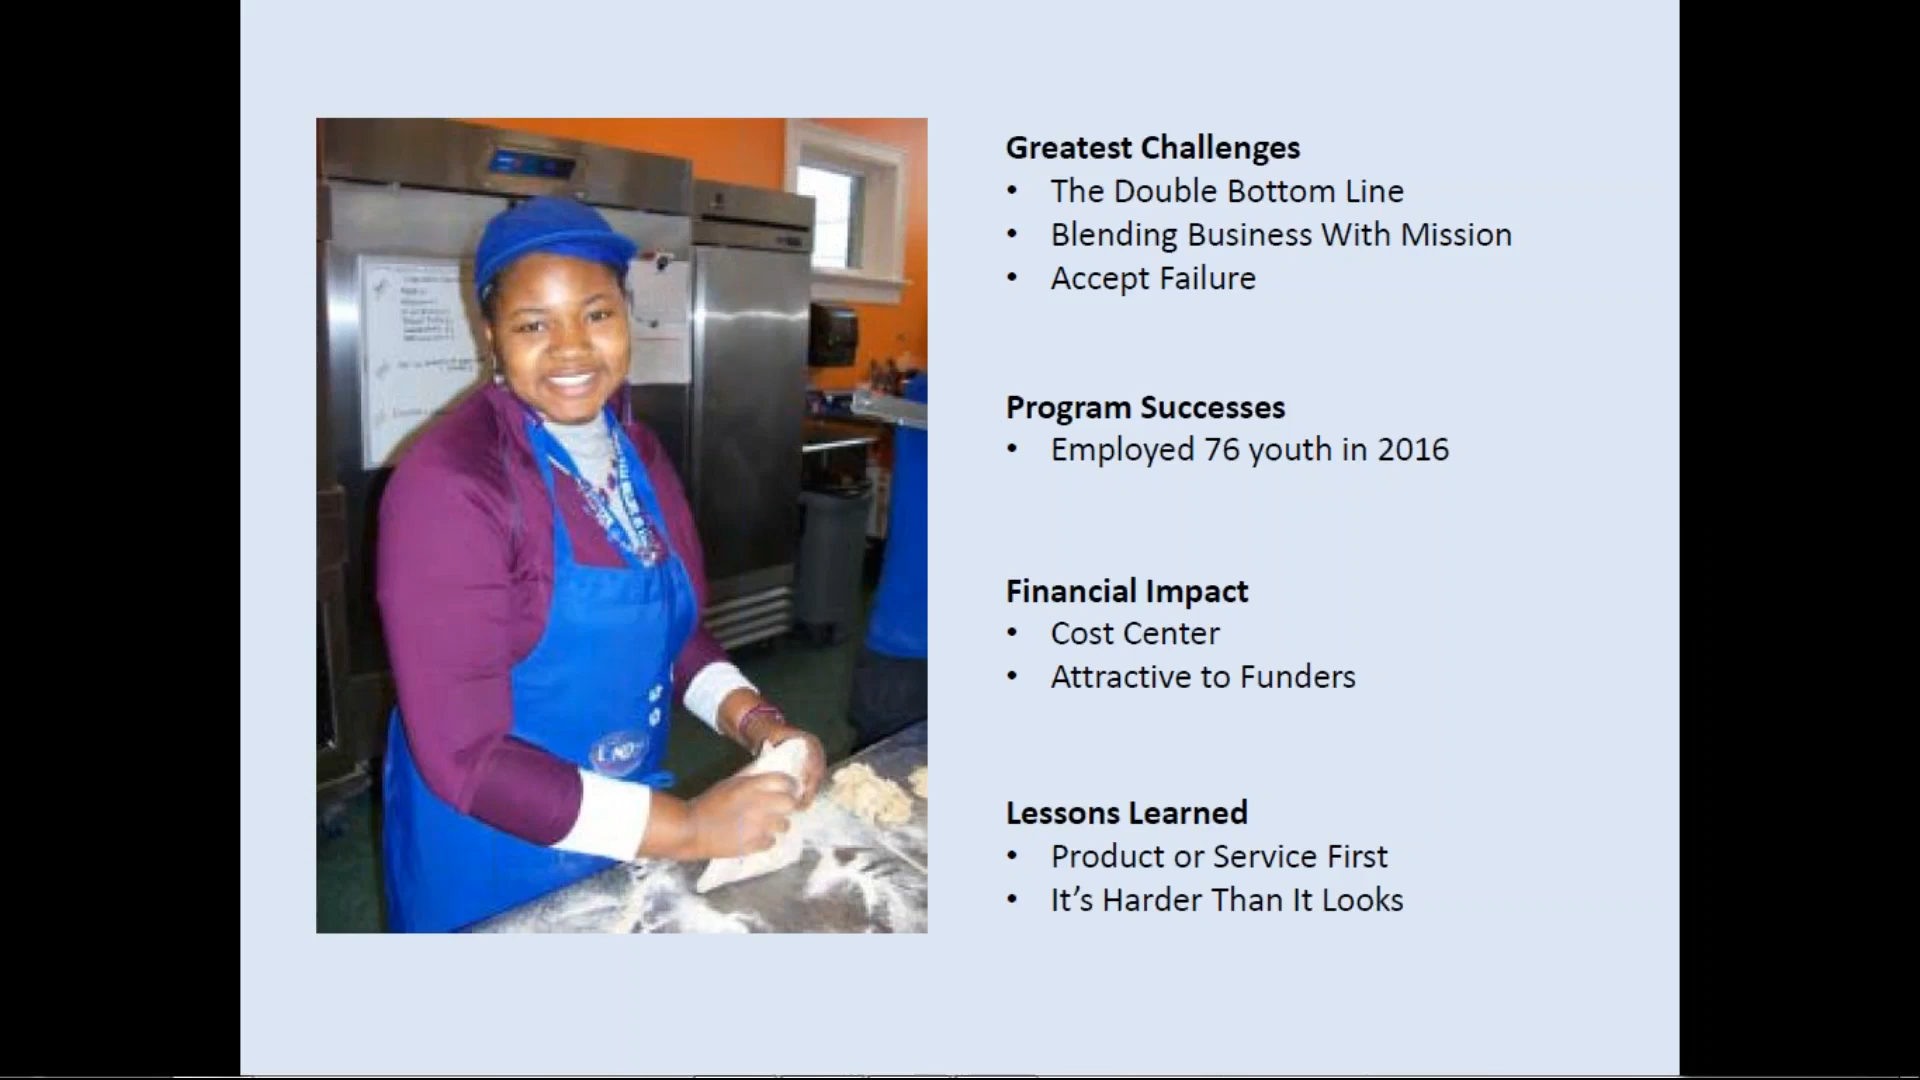 Greatest Challenges
• The Double Bottom Line
• Blending Business With Mission
• Accept Failure
Program Successes
• Employed 76 youth in 2016
Financial Impact
• Cost Center
• Attractive to Funders
Lessons Learned
• Product or Service First
• It’s Harder Than It Looks